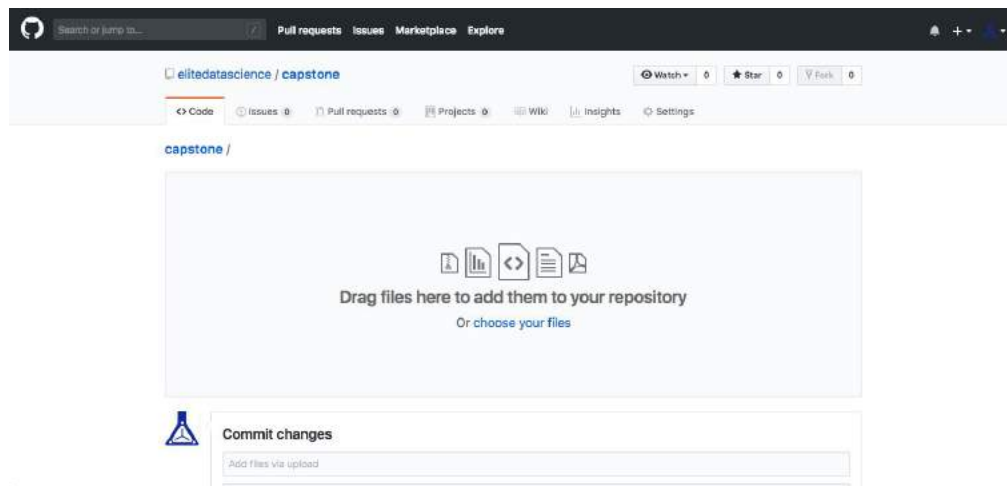 Search or jump to... / Pull requests Issues Marketplace Explore
elitedatascience / capstone Watch 0 Star 0 Fork 0
<> Code Issues 0 Pull requests 0 Projects 0 Wiki Insights Settings
capstone /
Drag files here to add them to your repository
Or choose your files
Commit changes
Add files via upload